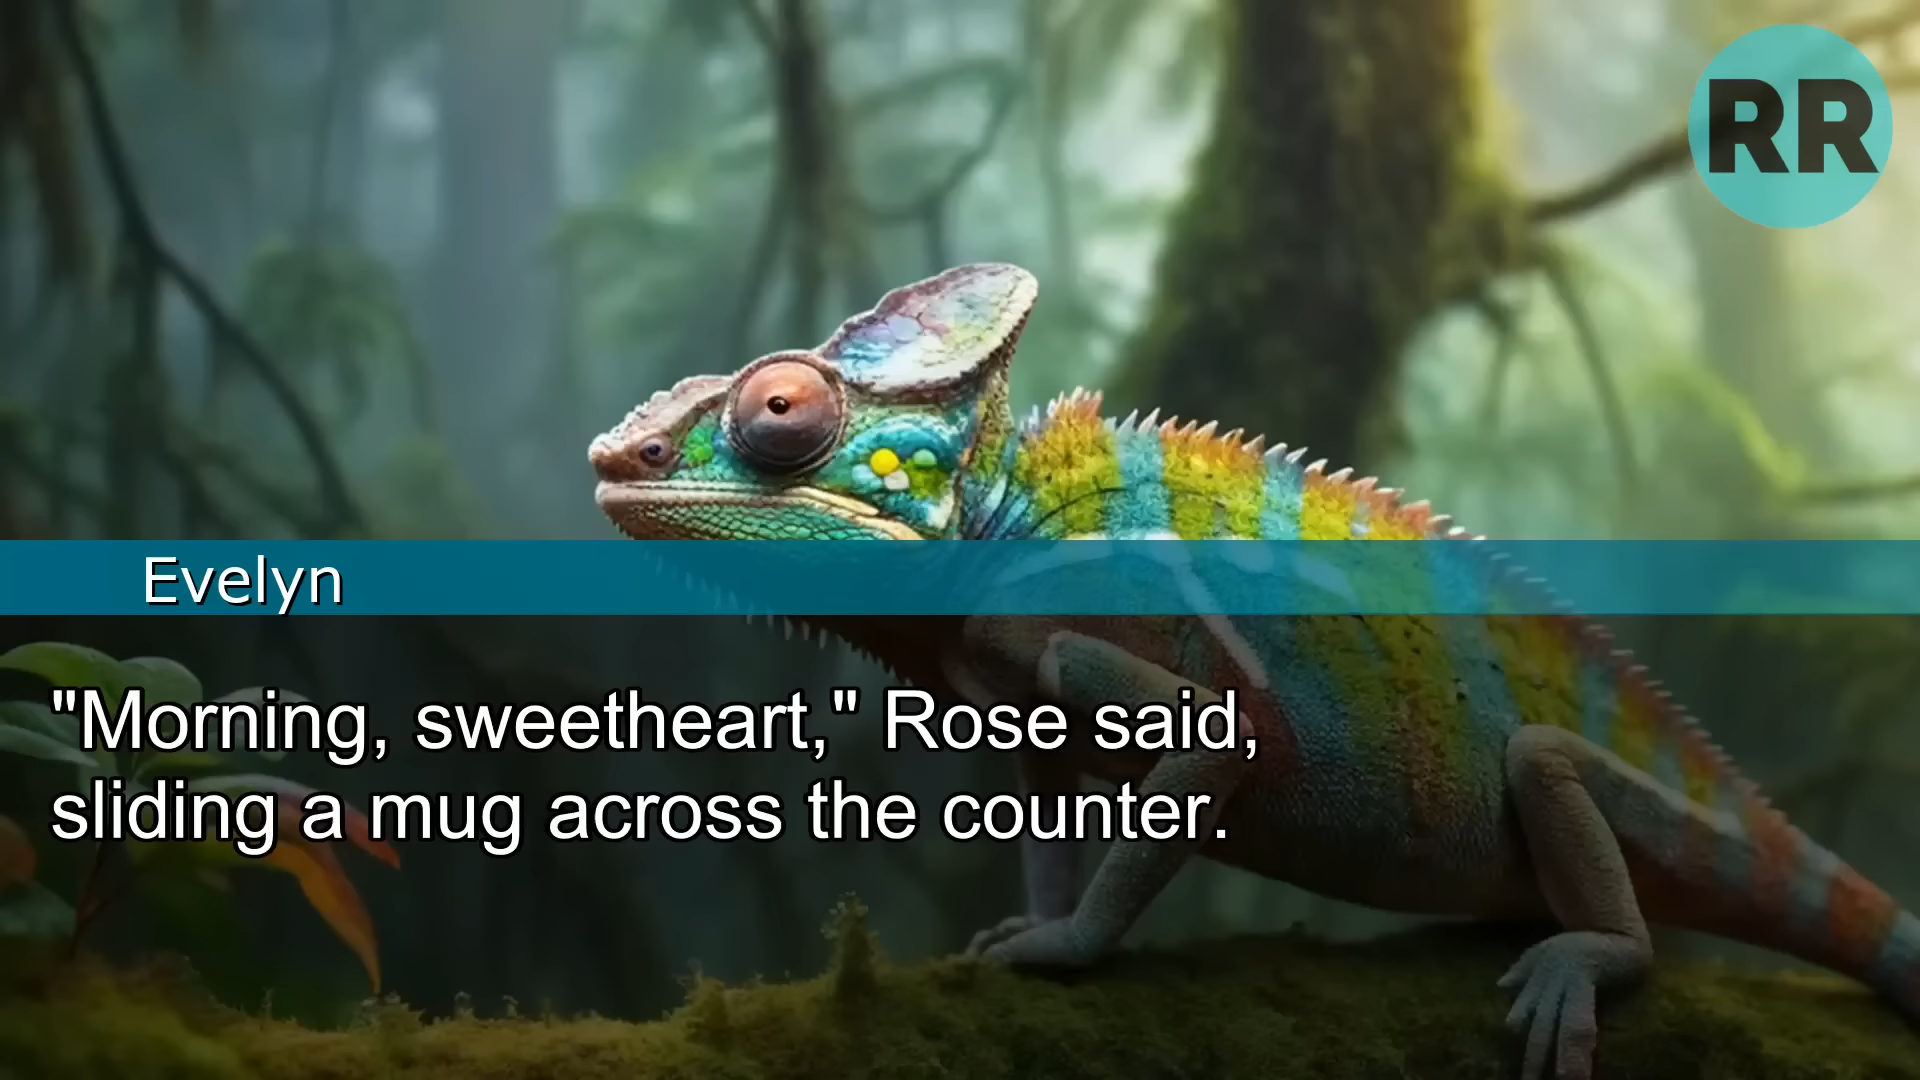 RR
Evelyn
"Morning, sweetheart," Rose said,
sliding a mug across the counter.